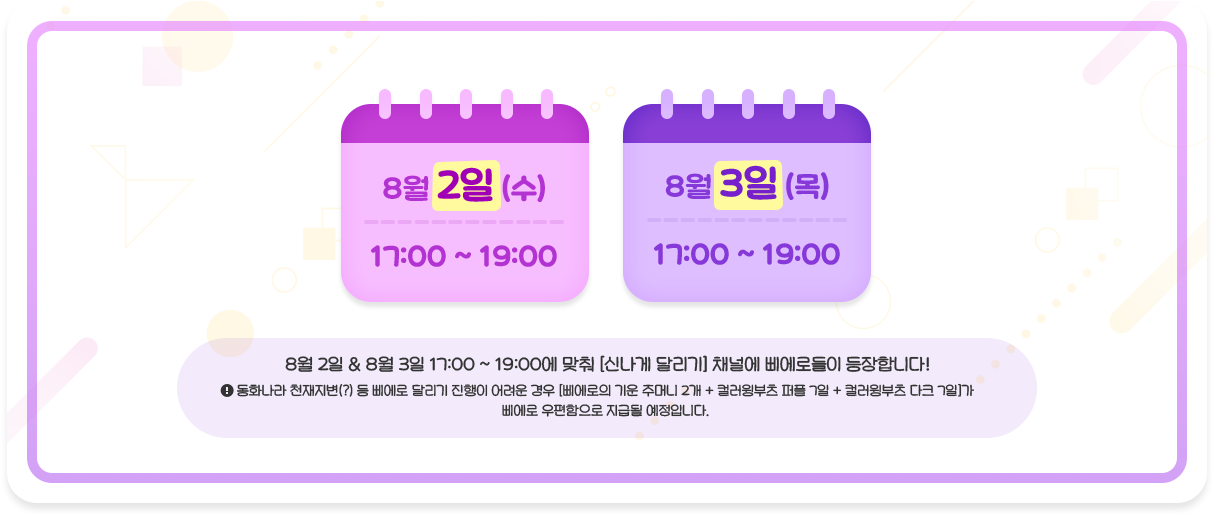 8월 2일 (수)
17:00 ~ 19:00
8월 3일 (목)
17:00 ~ 19:00
8월 2일 & 8월 3일 17:00 ~ 19:00에 맞춰 [신나게 달리기] 채널에 삐에로들이 등장합니다!
! 동화나라 천재지변(?) 등 삐에로 달리기 진행이 어려운 경우 [삐에로의 기운 주머니 2개 + 컬러윙부츠 퍼플 7일 + 컬러윙부츠 다크 7일]가
삐에로 우편함으로 지급될 예정입니다.